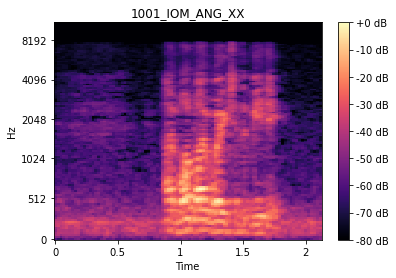 1001_IOM_ANG_XX
Hz
8192
4096
2048
1024
512
0
0
0.5
1
1.5
2
Time
+0 dB
-10 dB
-20 dB
-30 dB
-40 dB
-50 dB
-60 dB
-70 dB
-80 dB